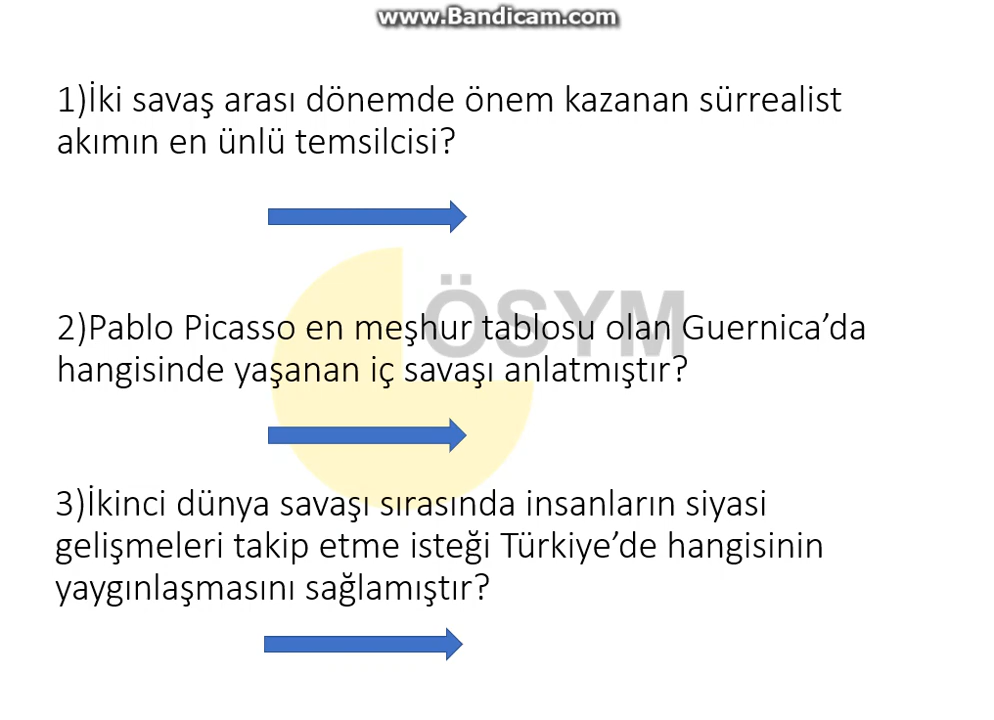 www.Bandicam.com
1)İki savaş arası dönemde önem kazanan sürrealist
akımın en ünlü temsilcisi?
ÖSYM
2)Pablo Picasso en meşhur tablosu olan Guernica’da
hangisinde yaşanan iç savaşı anlatmıştır?
3)İkinci dünya savaşı sırasında insanların siyasi
gelişmeleri takip etme isteği Türkiye’de hangisinin
yaygınlaşmasını sağlamıştır?